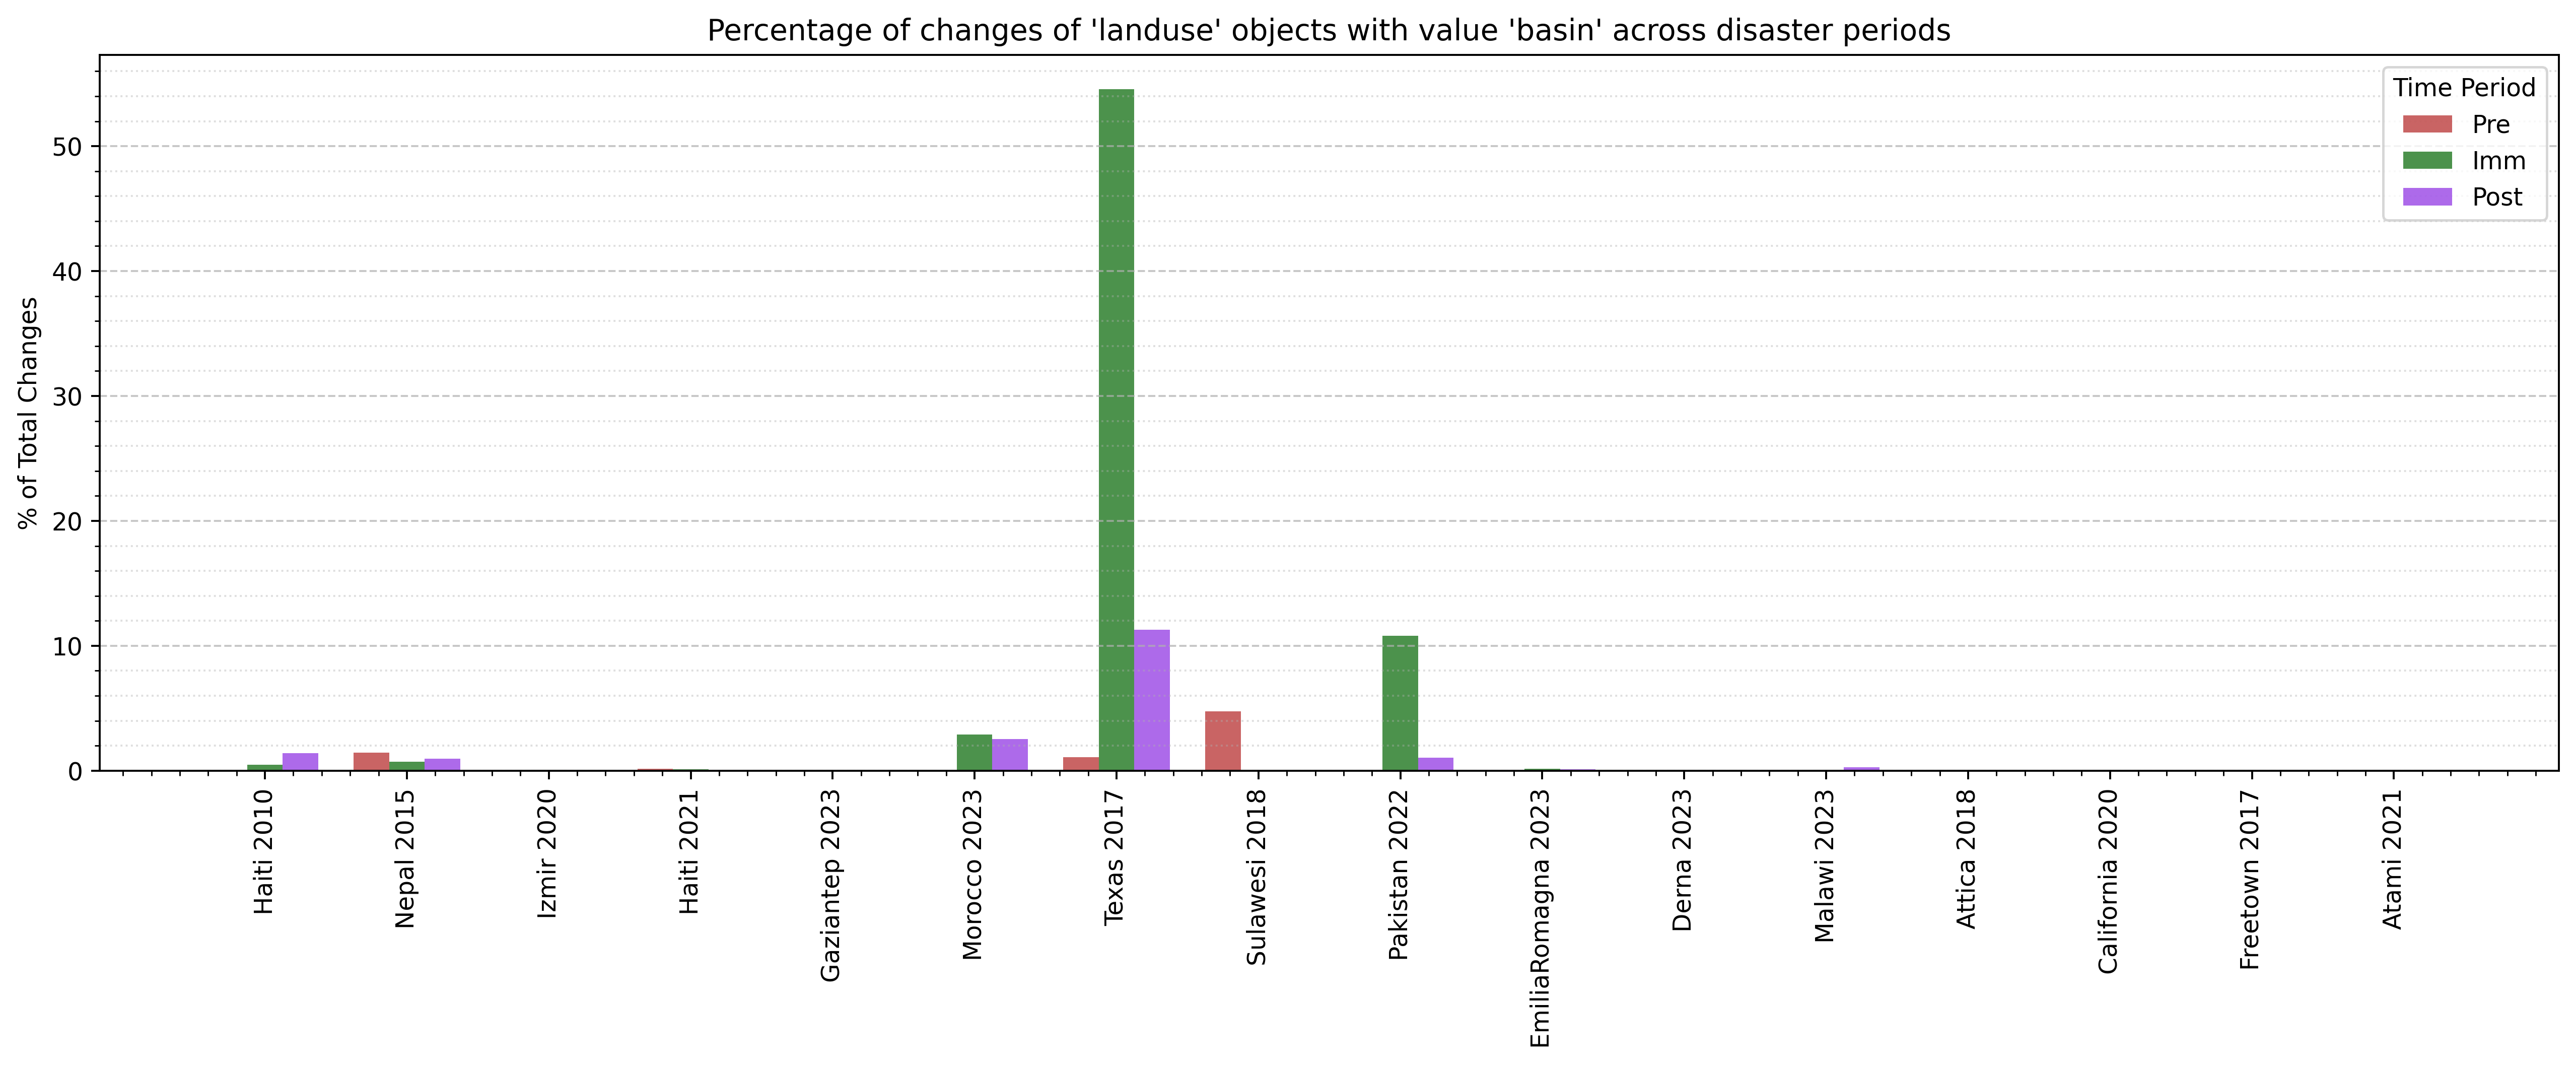 Percentage of changes of 'landuse' objects with value 'basin' across disaster periods
Time Period
Pre
Imm
Post
% of Total Changes
50
40
30
20
10
0
Haiti 2010
Nepal 2015
Izmir 2020
Haiti 2021
Gaziantep 2023
Morocco 2023
Texas 2017
Sulawesi 2018
Pakistan 2022
EmiliaRomagna 2023
Derna 2023
Malawi 2023
Attica 2018
California 2020
Freetown 2017
Atami 2021